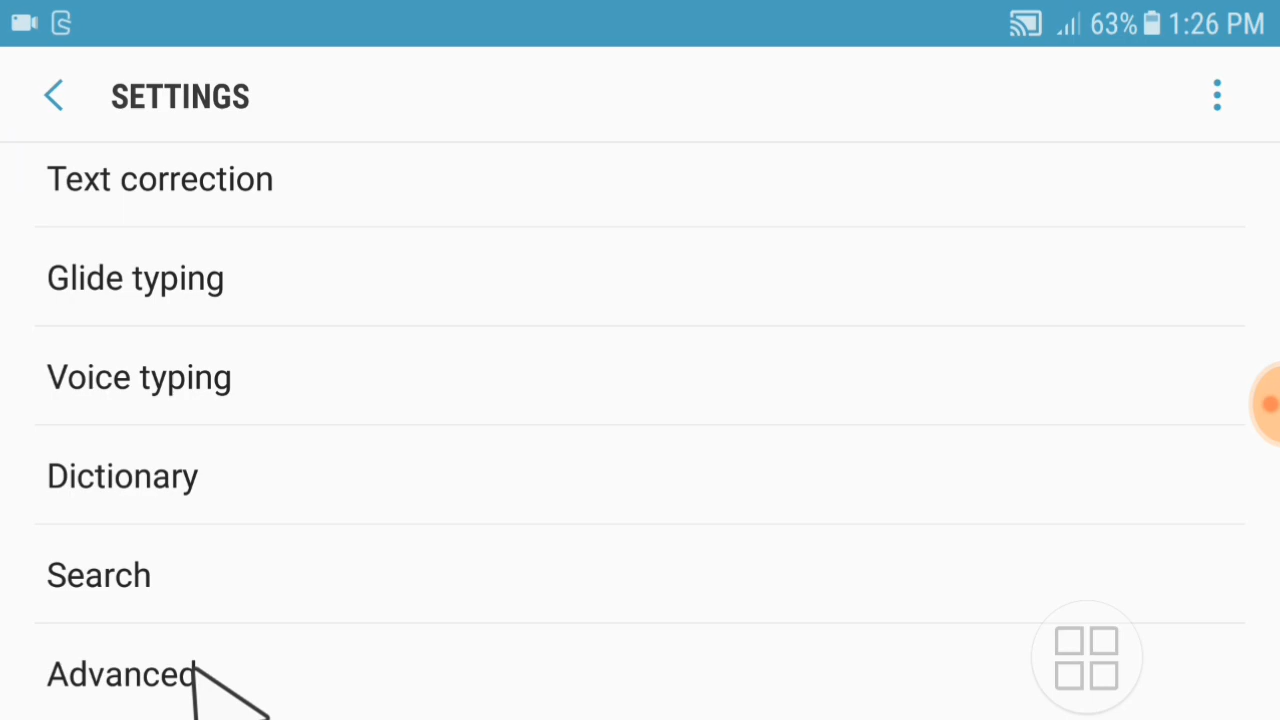 63% 1:26 PM
SETTINGS
Text correction
Glide typing
Voice typing
Dictionary
Search
Advanced